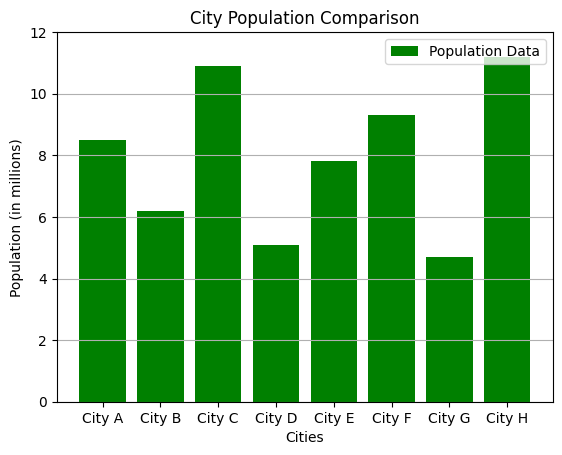 City Population Comparison
Population Data
Population (in millions)
12
10
8
6
4
2
0
City A City B City C City D City E City F City G City H
Cities